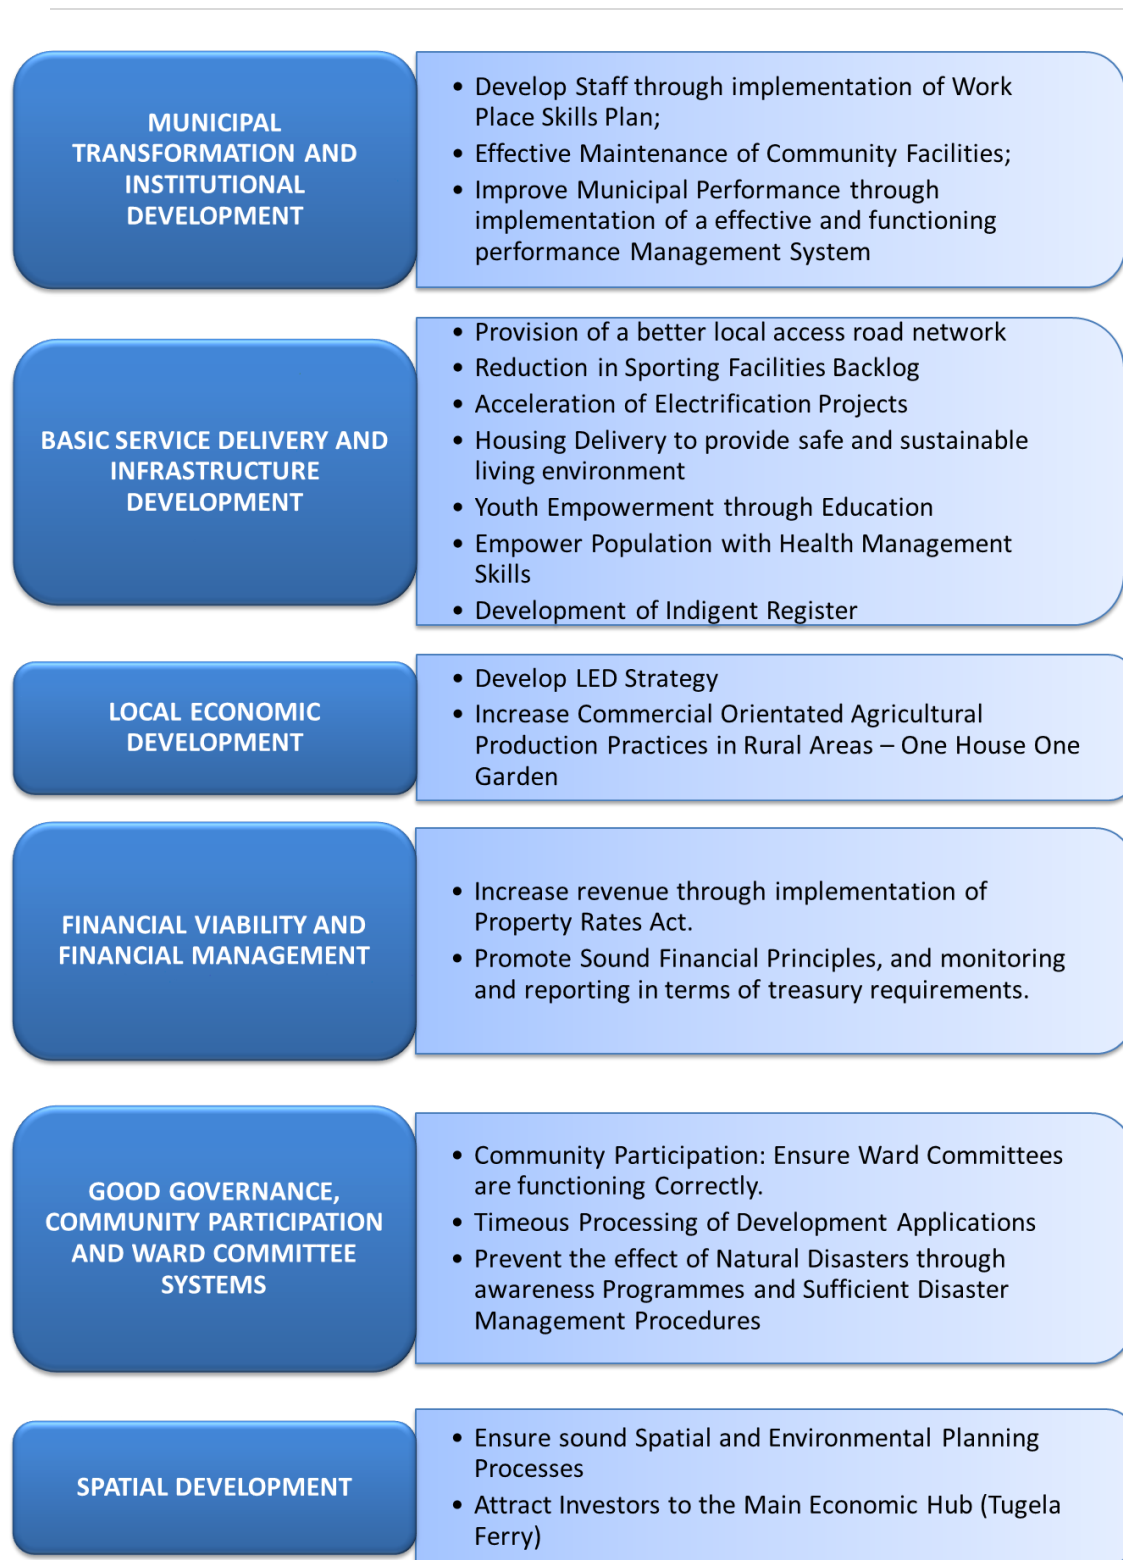 MUNICIPAL
TRANSFORMATION AND
INSTITUTIONAL
DEVELOPMENT
• Develop Staff through implementation of Work
Place Skills Plan;
• Effective Maintenance of Community Facilities;
• Improve Municipal Performance through
implementation of a effective and functioning
performance Management System
BASIC SERVICE DELIVERY AND
INFRASTRUCTURE
DEVELOPMENT
• Provision of a better local access road network
• Reduction in Sporting Facilities Backlog
• Acceleration of Electrification Projects
• Housing Delivery to provide safe and sustainable
living environment
• Youth Empowerment through Education
• Empower Population with Health Management
Skills
• Development of Indigent Register
LOCAL ECONOMIC
DEVELOPMENT
• Develop LED Strategy
• Increase Commercial Orientated Agricultural
Production Practices in Rural Areas – One House One
Garden
FINANCIAL VIABILITY AND
FINANCIAL MANAGEMENT
• Increase revenue through implementation of
Property Rates Act.
• Promote Sound Financial Principles, and monitoring
and reporting in terms of treasury requirements.
GOOD GOVERNANCE,
COMMUNITY PARTICIPATION
AND WARD COMMITTEE
SYSTEMS
• Community Participation: Ensure Ward Committees
are functioning Correctly.
• Timeous Processing of Development Applications
• Prevent the effect of Natural Disasters through
awareness Programmes and Sufficient Disaster
Management Procedures
SPATIAL DEVELOPMENT
• Ensure sound Spatial and Environmental Planning
Processes
• Attract Investors to the Main Economic Hub (Tugela
Ferry)